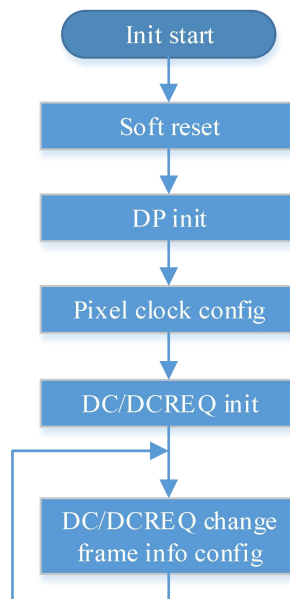 Init start
Soft reset
DP init
Pixel clock config
DC/DCREQ init
DC/DCREQ change
frame info config